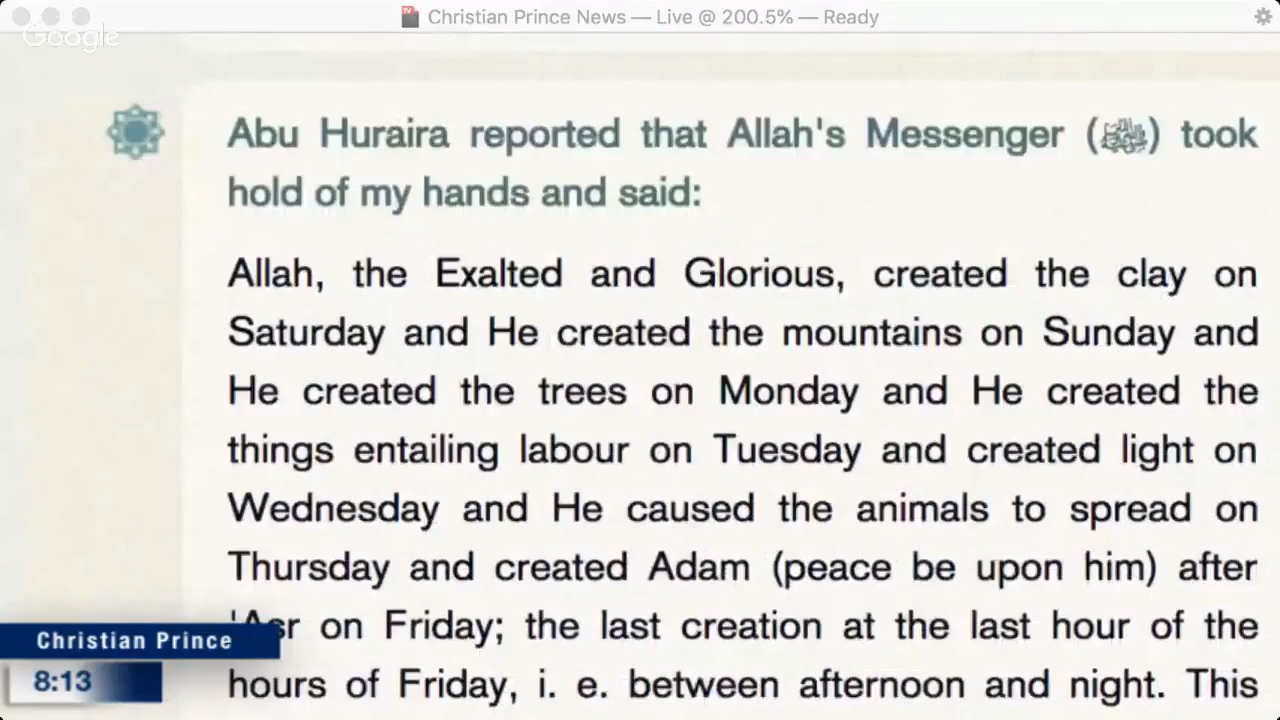 Christian Prince News — Live @ 200.5% — Ready
Google
Abu Huraira reported that Allah's Messenger (ﷺ) took
hold of my hands and said:
Allah, the Exalted and Glorious, created the clay on
Saturday and He created the mountains on Sunday and
He created the trees on Monday and He created the
things entailing labour on Tuesday and created light on
Wednesday and He caused the animals to spread on
Thursday and created Adam (peace be upon him) after
'Asr on Friday; the last creation at the last hour of the
hours of Friday, i. e. between afternoon and night. This
Christian Prince
8:13